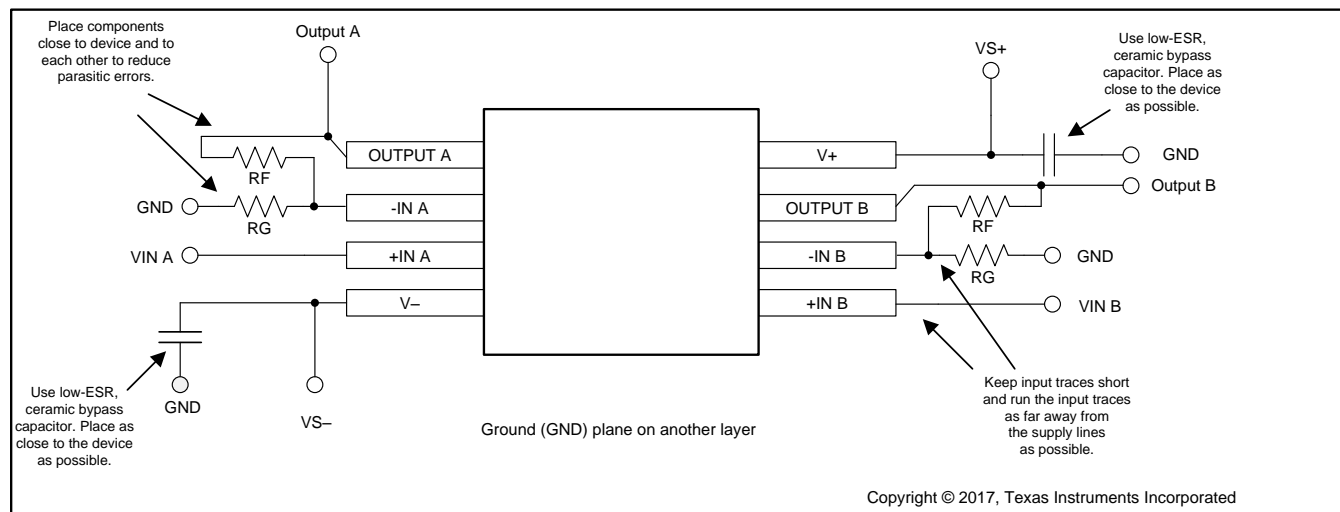 Place components
close to device and to
each other to reduce
parasitic errors.
Output A
VS+
Use low-ESR,
ceramic bypass
capacitor. Place as
close to the device
as possible.
OUTPUT A
V+
GND
RF
Output B
GND
-IN A
OUTPUT B
RG
RF
VIN A
+IN A
-IN B
GND
RG
V–
+IN B
VIN B
Use low-ESR,
ceramic bypass
capacitor. Place as
close to the device
as possible.
GND
VS–
Ground (GND) plane on another layer
Keep input traces short
and run the input traces
as far away from
the supply lines
as possible.
Copyright © 2017, Texas Instruments Incorporated